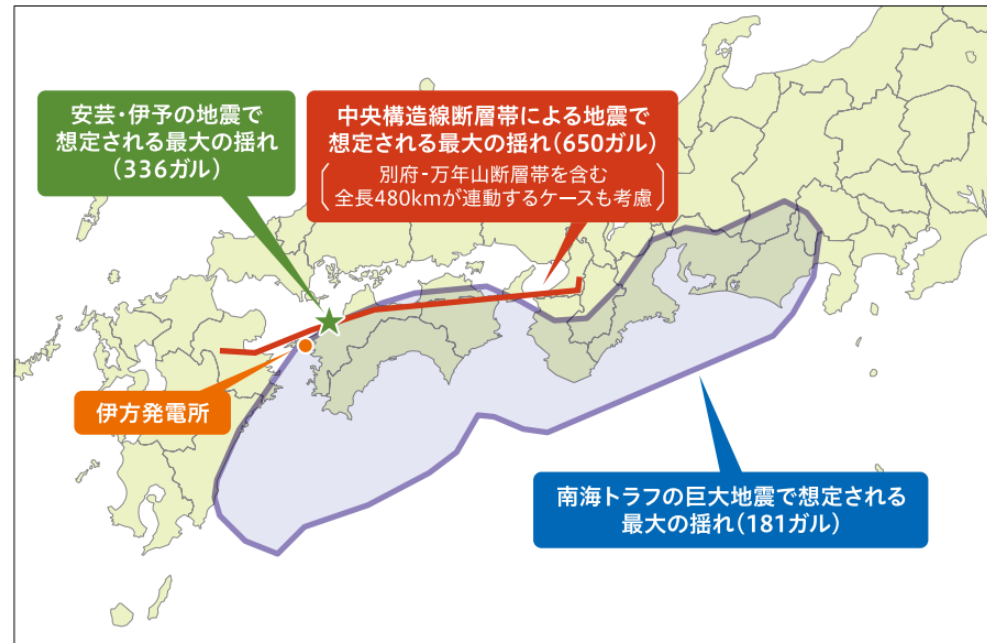 安芸・伊予の地震で
想定される最大の揺れ
(336ガル)
中央構造線断層帯による地震で
想定される最大の揺れ(650ガル)
別府-万年山断層帯を含む
全長480kmが連動するケースも考慮
伊方発電所
南海トラフの巨大地震で想定される
最大の揺れ(181ガル)